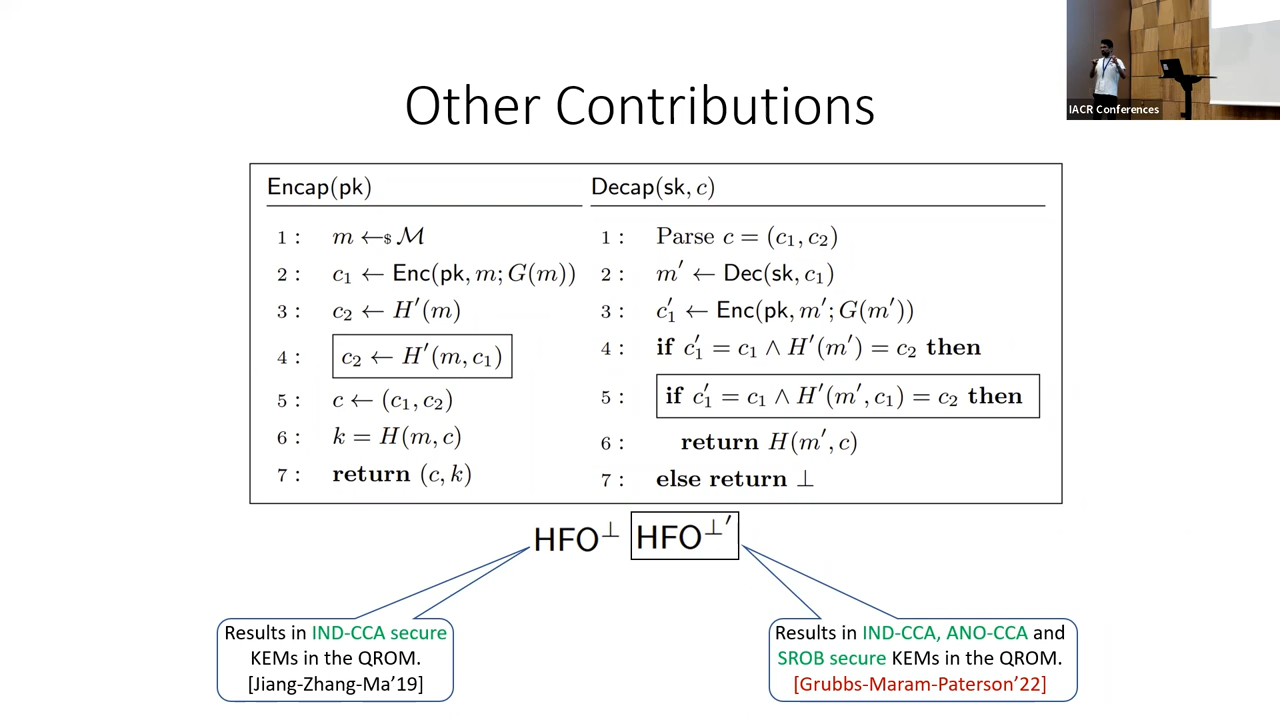 IACR Conferences
Other Contributions
Encap(pk)
1 : m ←$ ℳ
2 : c₁ ← Enc(pk, m; G(m))
3 : c₂ ← H′(m)
4 : c₂ ← H′(m, c₁)
5 : c ← (c₁, c₂)
6 : k = H(m, c)
7 : return (c, k)
Decap(sk, c)
1 : Parse c = (c₁, c₂)
2 : m′ ← Dec(sk, c₁)
3 : c₁′ ← Enc(pk, m′; G(m′))
4 : if c₁′ = c₁ ∧ H′(m′) = c₂ then
5 : if c₁′ = c₁ ∧ H′(m′, c₁) = c₂ then
6 : return H(m′, c)
7 : else return ⊥
HFO⊥ HFO⊥′
Results in IND-CCA secure
KEMs in the QROM.
[Jiang-Zhang-Ma'19]
Results in IND-CCA, ANO-CCA and
SROB secure KEMs in the QROM.
[Grubbs-Maram-Paterson'22]